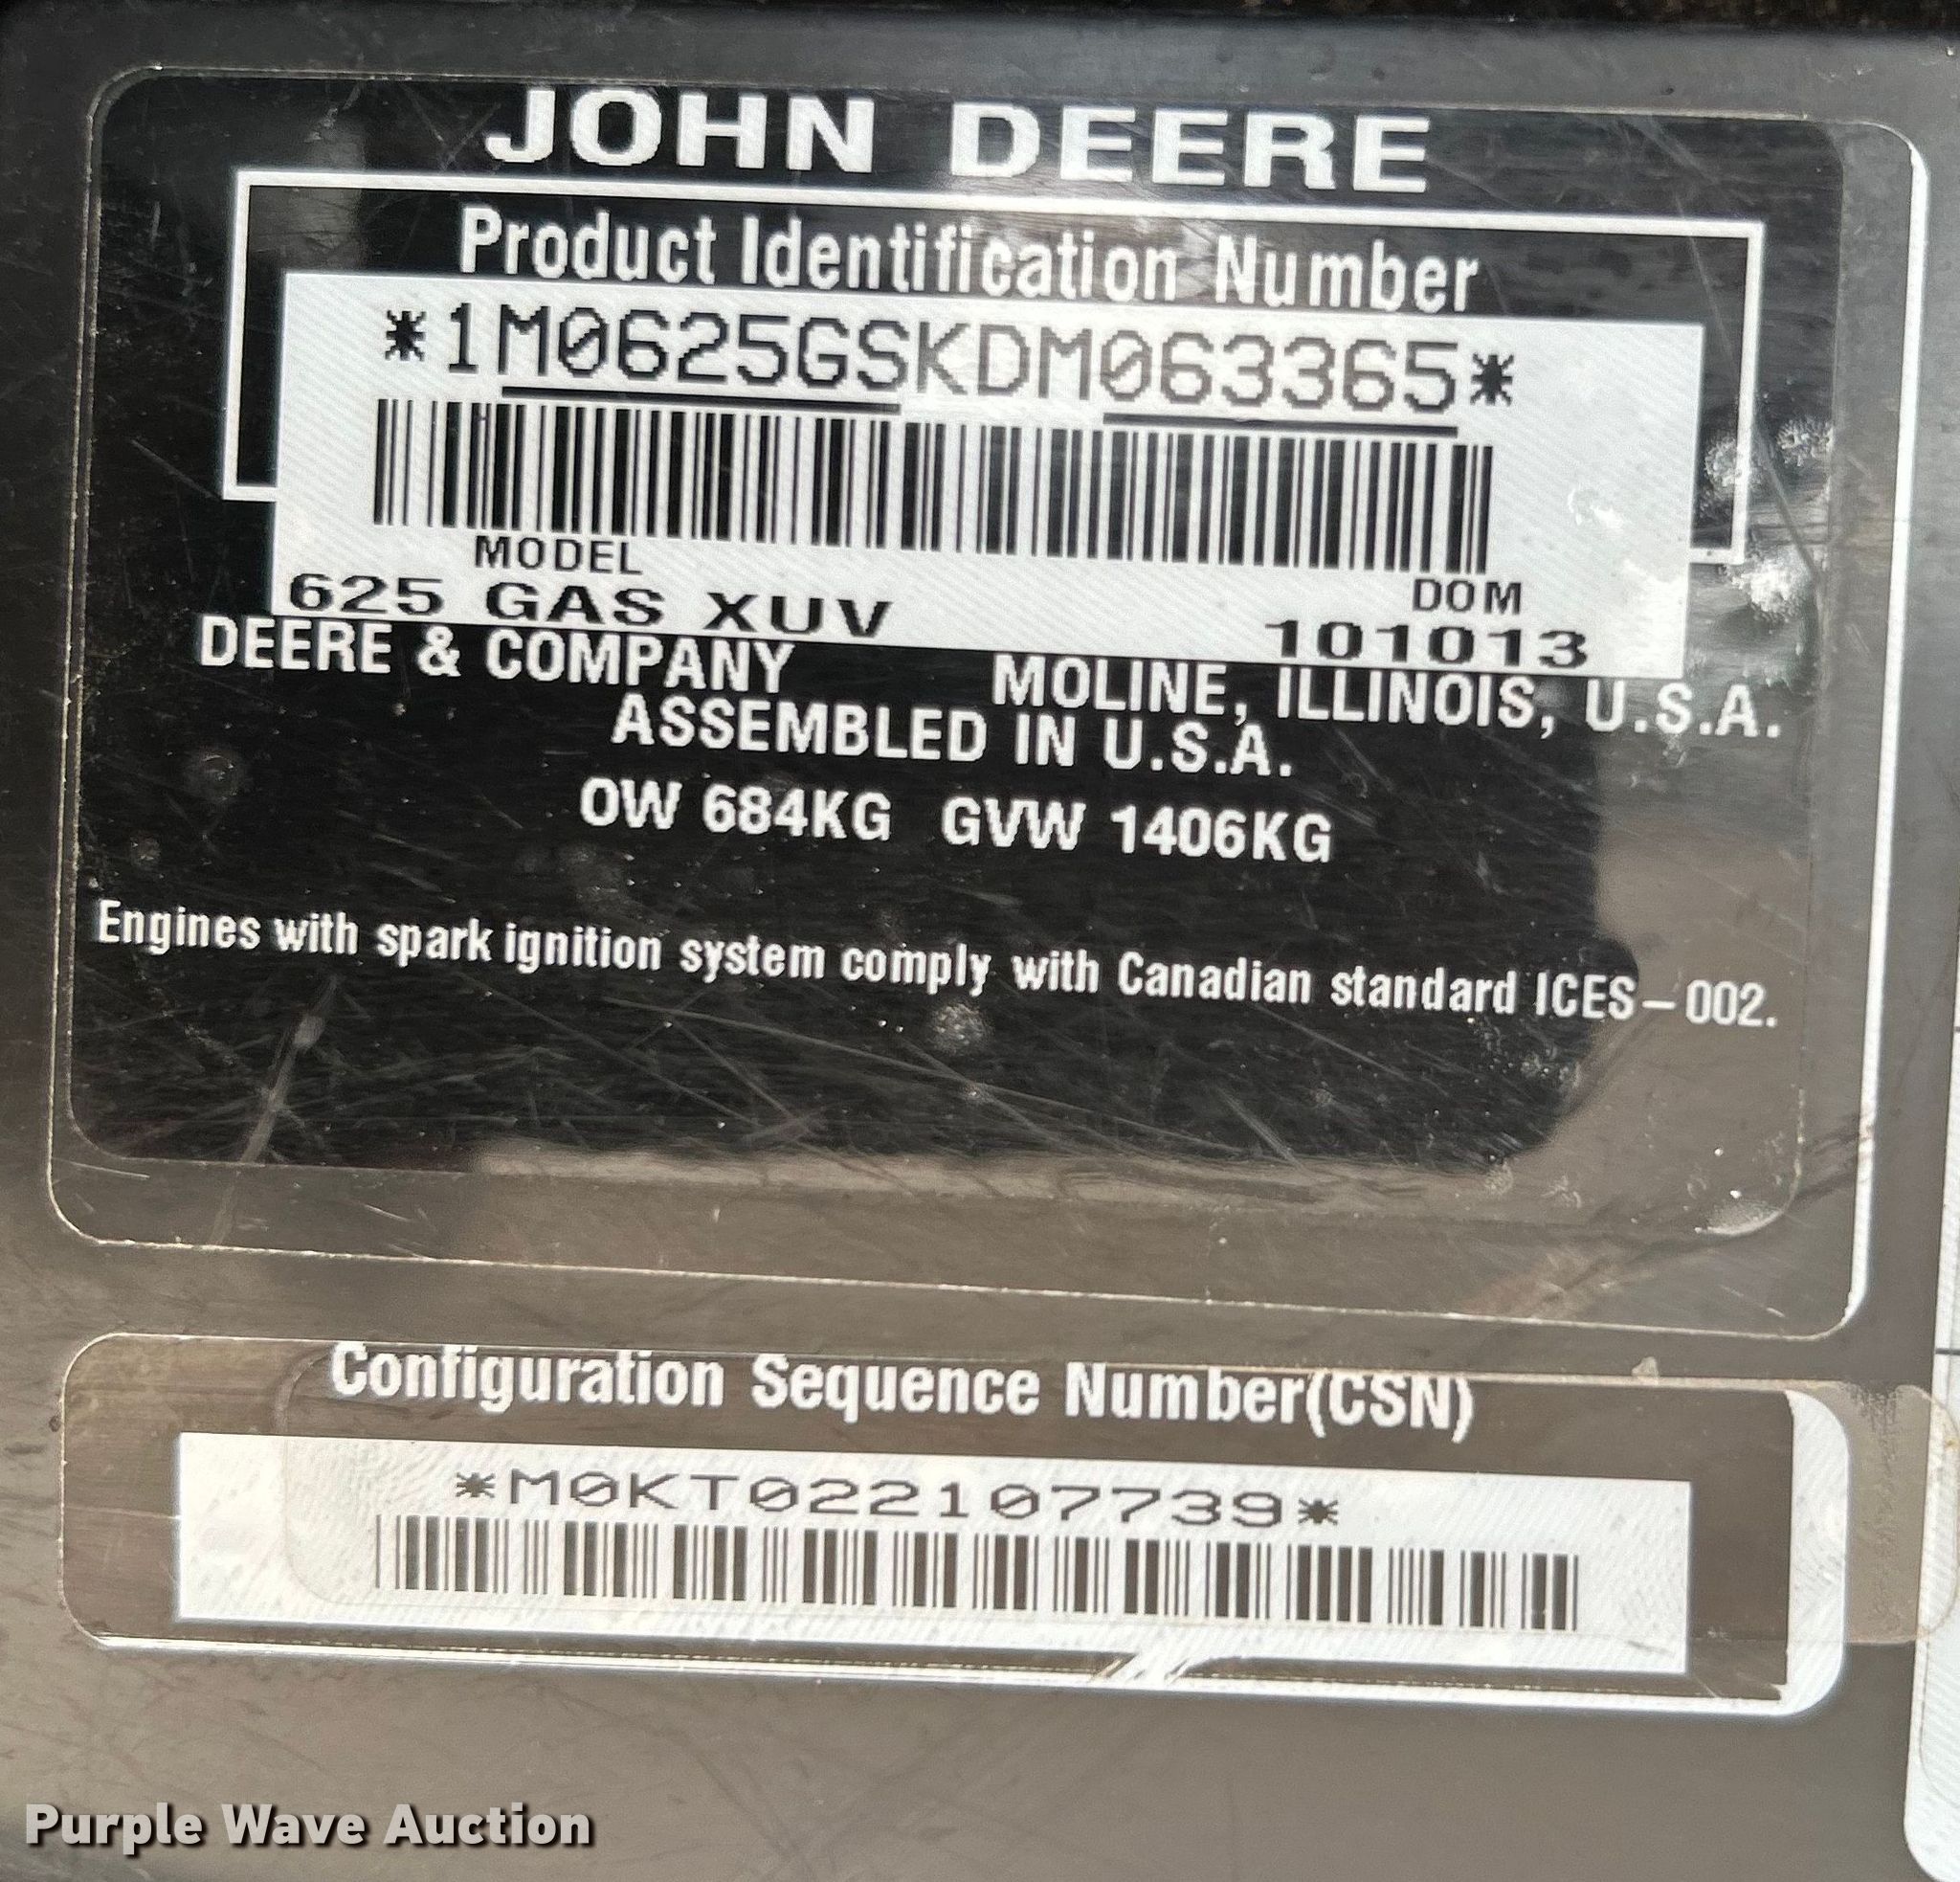 JOHN DEERE
Product Identification Number
*1M0625GSKDM063365*
MODEL
DOM
625 GAS XUV
101013
DEERE & COMPANY MOLINE, ILLINOIS, U.S.A.
ASSEMBLED IN U.S.A.
OW 684KG GVW 1406KG
Engines with spark ignition system comply with Canadian standard ICES-002.
Configuration Sequence Number(CSN)
*M0KT022107739*
Purple Wave Auction